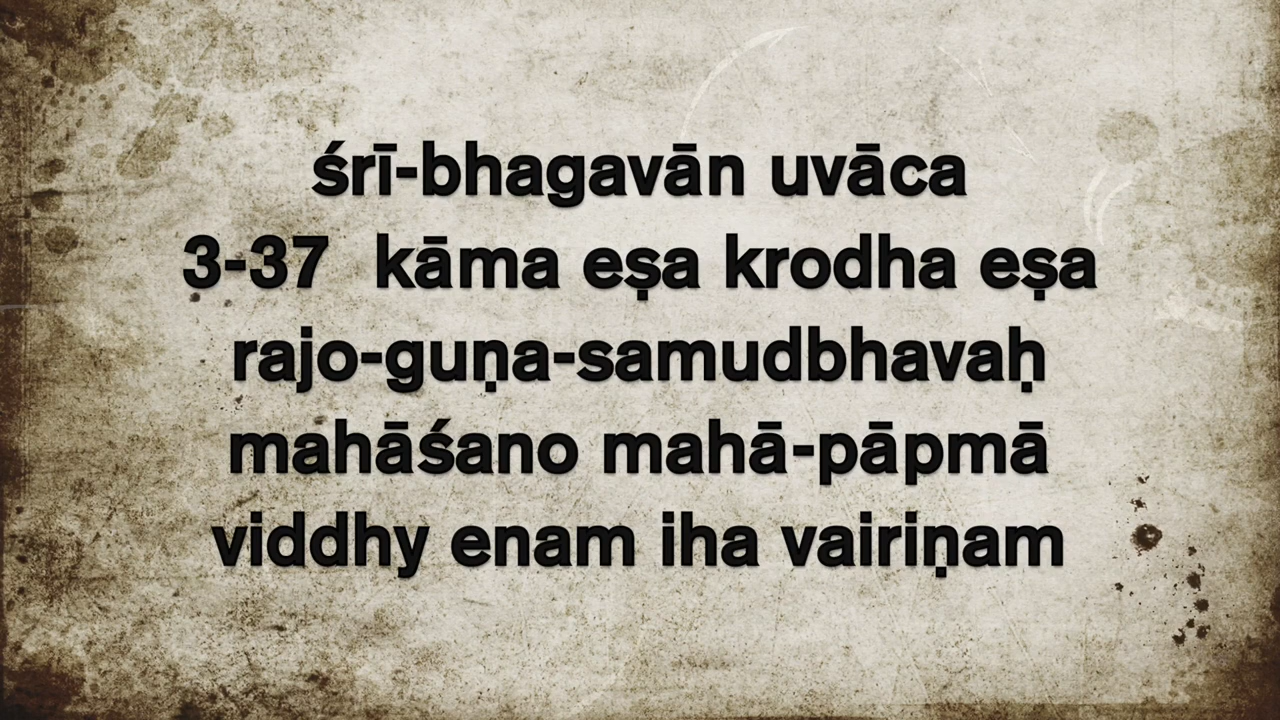 śrī-bhagavān uvāca
3-37 kāma eṣa krodha eṣa
rajo-guṇa-samudbhavaḥ
mahāśano mahā-pāpmā
viddhy enam iha vairiṇam